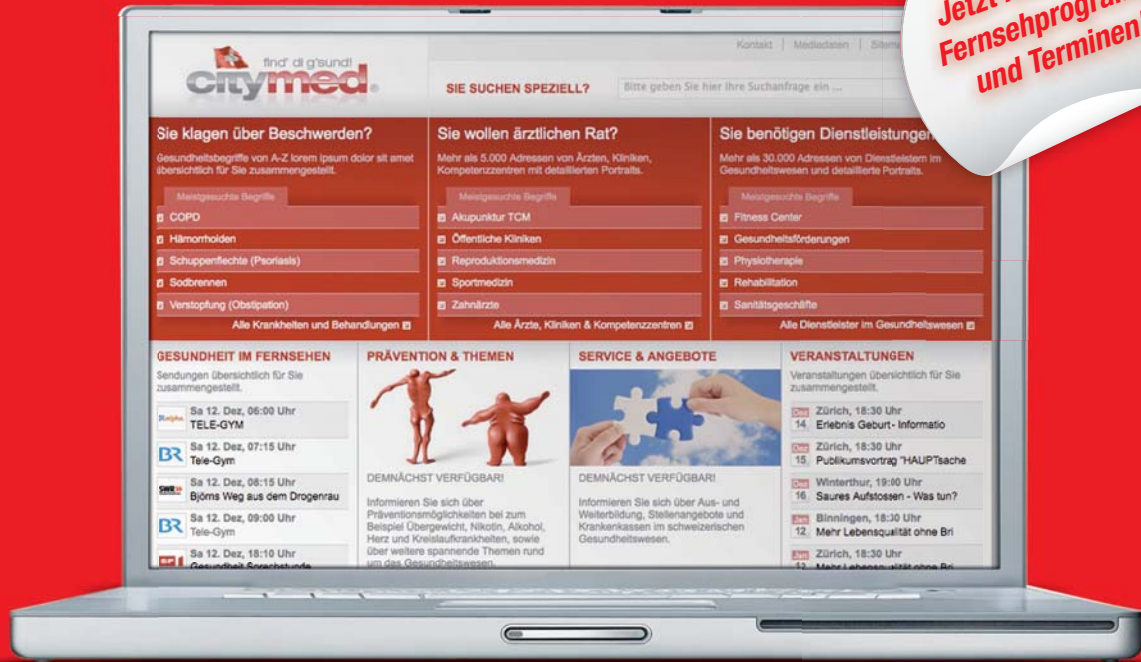 Jetzt
Fernsehprogram
und Terminen
find' di g'sund!
citymed
Kontakt | Mediadaten |
SIE SUCHEN SPEZIELL?
Bitte geben Sie hier Ihre Suchanfrage ein ...
Sie klagen über Beschwerden?
Gesundheitsbegriffe von A-Z lorem ipsum dolor sit amet
übersichtlich für Sie zusammengestellt.
Meistgesuchte Begriffe
COPD
Hämorrhoiden
Schuppenflechte (Psoriasis)
Sodbrennen
Verstopfung (Obstipation)
Alle Krankheiten und Behandlungen
Sie wollen ärztlichen Rat?
Mehr als 5.000 Adressen von Ärzten, Kliniken,
Kompetenzzentren mit detaillierten Portraits.
Meistgesuchte Begriffe
Akupunktur TCM
Öffentliche Kliniken
Reproduktionsmedizin
Sportmedizin
Zahnärzte
Alle Ärzte, Kliniken & Kompetenzzentren
Sie benötigen Dienstleistungen
Mehr als 30.000 Adressen von Dienstleistern im
Gesundheitswesen und detaillierte Portraits.
Meistgesuchte Begriffe
Fitness Center
Gesundheitsförderungen
Physiotherapie
Rehabilitation
Sanitätsgeschäfte
Alle Dienstleister im Gesundheitswesen
GESUNDHEIT IM FERNSEHEN
Sendungen übersichtlich für Sie
zusammengestellt.
Sa 12. Dez, 06:00 Uhr
TELE-GYM
BR
Sa 12. Dez, 07:15 Uhr
Tele-Gym
SWR
Sa 12. Dez, 08:15 Uhr
Björns Weg aus dem Drogenrau
BR
Sa 12. Dez, 09:00 Uhr
Tele-Gym
Sa 12. Dez, 18:10 Uhr
Gesundheit Sprechstunde
PRÄVENTION & THEMEN
DEMNÄCHST VERFÜGBAR!
Informieren Sie sich über
Präventionsmöglichkeiten bei zum
Beispiel Übergewicht, Nikotin, Alkohol,
Herz und Kreislaufkrankheiten, sowie
über weitere spannende Themen rund
um das Gesundheitswesen.
SERVICE & ANGEBOTE
DEMNÄCHST VERFÜGBAR!
Informieren Sie sich über Aus- und
Weiterbildung, Stellenangebote und
Krankenkassen im schweizerischen
Gesundheitswesen.
VERANSTALTUNGEN
Veranstaltungen übersichtlich für Sie
zusammengestellt.
Dez
14
Zürich, 18:30 Uhr
Erlebnis Geburt- Informatio
Dez
15
Zürich, 18:30 Uhr
Publikumsvortrag "HAUPTsache
Dez
16
Winterthur, 19:00 Uhr
Saures Aufstossen - Was tun?
Jan
12
Binningen, 18:30 Uhr
Mehr Lebensqualität ohne Bri
Jan
12
Zürich, 18:30 Uhr
Mehr Lebensqualität ohne Bri